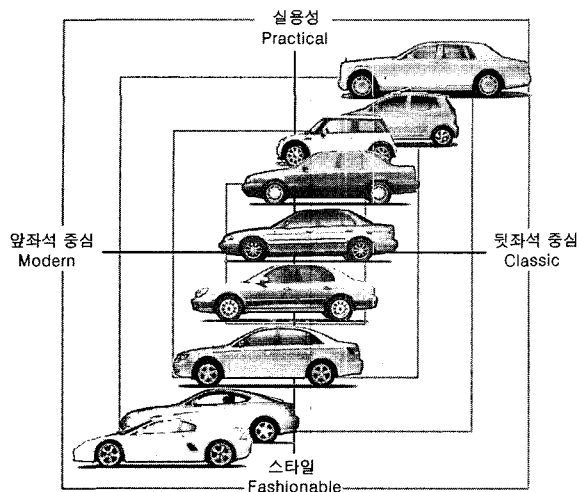 실용성
Practical
앞좌석 중심
Modern
뒷좌석 중심
Classic
스타일
Fashionable